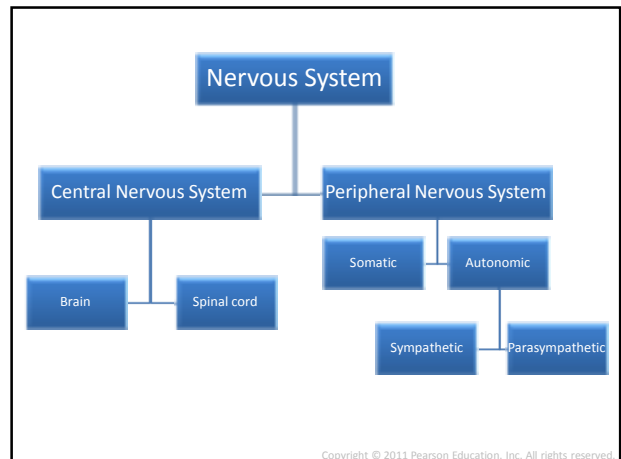 Nervous System
Central Nervous System
Peripheral Nervous System
Somatic
Autonomic
Brain
Spinal cord
Sympathetic
Parasympathetic
Copyright © 2011 Pearson Education, Inc. All rights reserved.